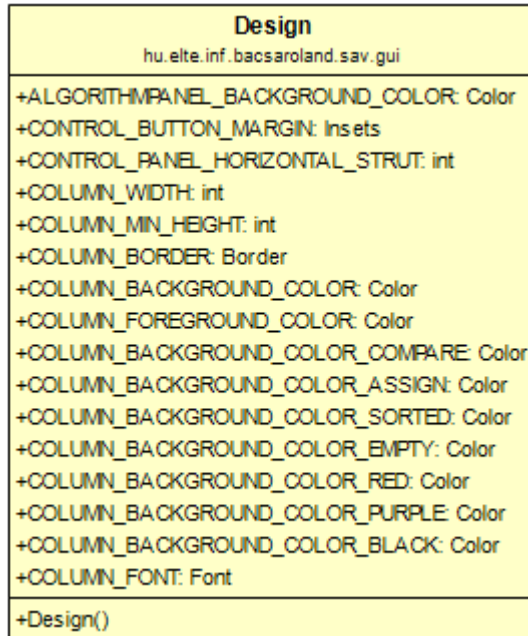 Design
hu.elte.inf.bacsaroland.sav.gui
+ALGORITHMPANEL_BACKGROUND_COLOR: Color
+CONTROL_BUTTON_MARGIN: Insets
+CONTROL_PANEL_HORIZONTAL_STRUT: int
+COLUMN_WIDTH: int
+COLUMN_MIN_HEIGHT: int
+COLUMN_BORDER: Border
+COLUMN_BACKGROUND_COLOR: Color
+COLUMN_FOREGROUND_COLOR: Color
+COLUMN_BACKGROUND_COLOR_COMPARE: Color
+COLUMN_BACKGROUND_COLOR_ASSIGN: Color
+COLUMN_BACKGROUND_COLOR_SORTED: Color
+COLUMN_BACKGROUND_COLOR_EMPTY: Color
+COLUMN_BACKGROUND_COLOR_RED: Color
+COLUMN_BACKGROUND_COLOR_PURPLE: Color
+COLUMN_BACKGROUND_COLOR_BLACK: Color
+COLUMN_FONT: Font
+Design()